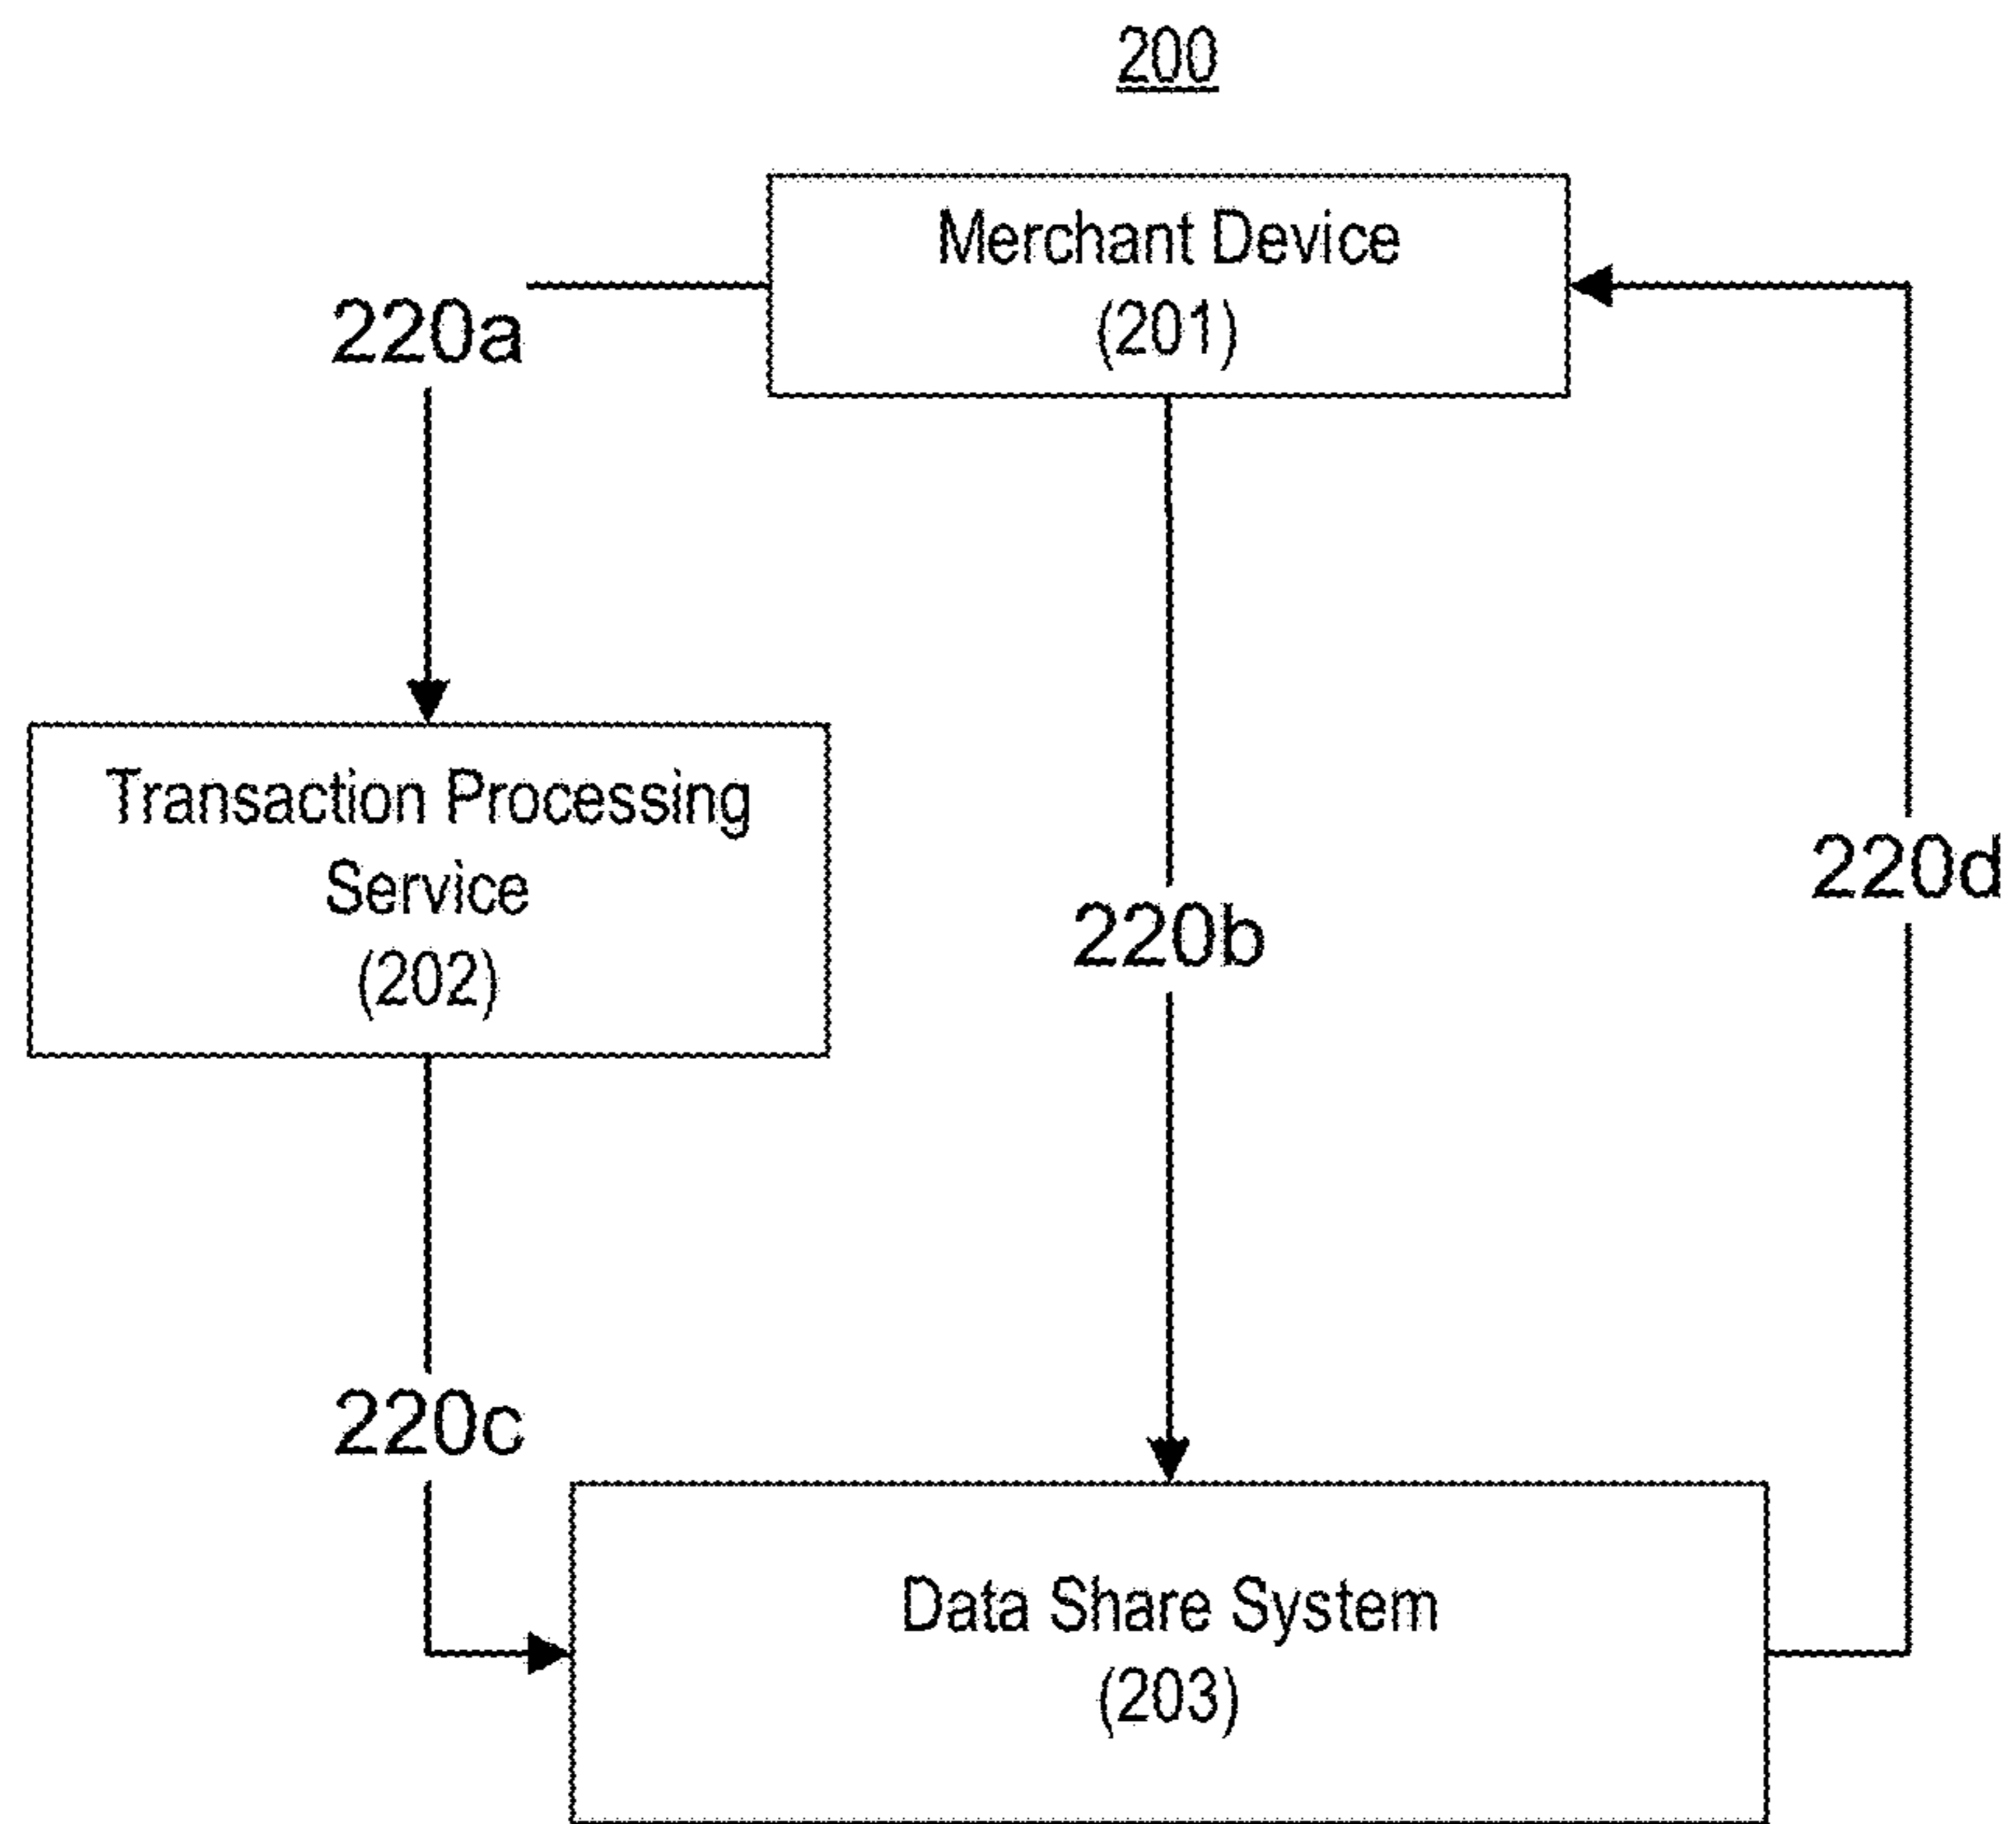 200
Merchant Device
(201)
220a
Transaction Processing
Service
(202)
220b
220d
220c
Data Share System
(203)